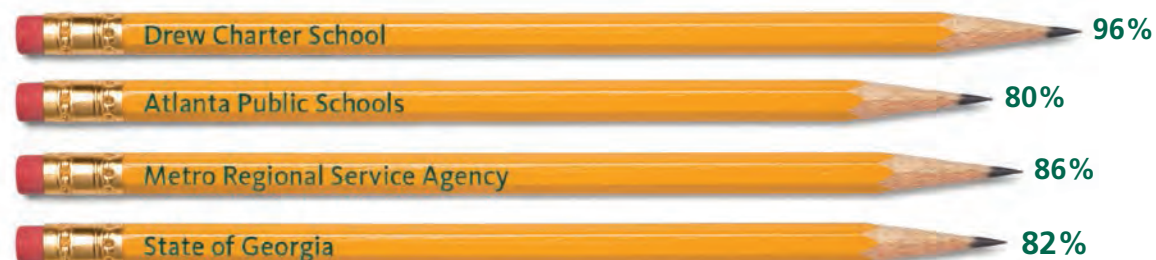 Drew Charter School 96%
Atlanta Public Schools 80%
Metro Regional Service Agency 86%
State of Georgia 82%